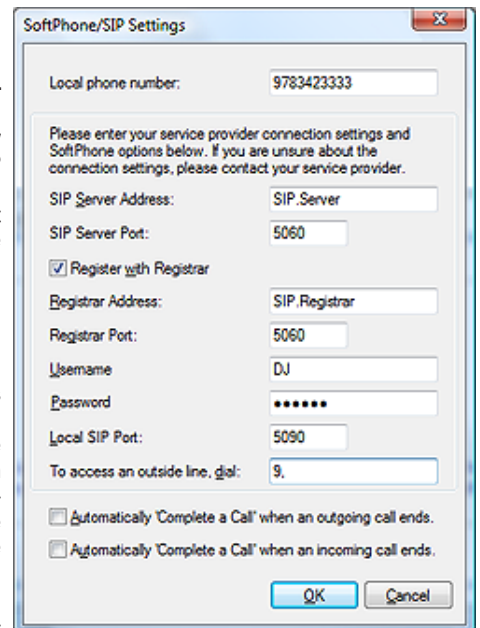 SoftPhone/SIP Settings
Local phone number: 9783423333
Please enter your service provider connection settings and
SoftPhone options below. If you are unsure about the
connection settings, please contact your service provider.
SIP Server Address: SIP.Server
SIP Server Port: 5060
Register with Registrar
Registrar Address: SIP.Registrar
Registrar Port: 5060
Username DJ
Password ●●●●●●
Local SIP Port: 5090
To access an outside line, dial: 9,
Automatically 'Complete a Call' when an outgoing call ends.
Automatically 'Complete a Call' when an incoming call ends.
OK Cancel